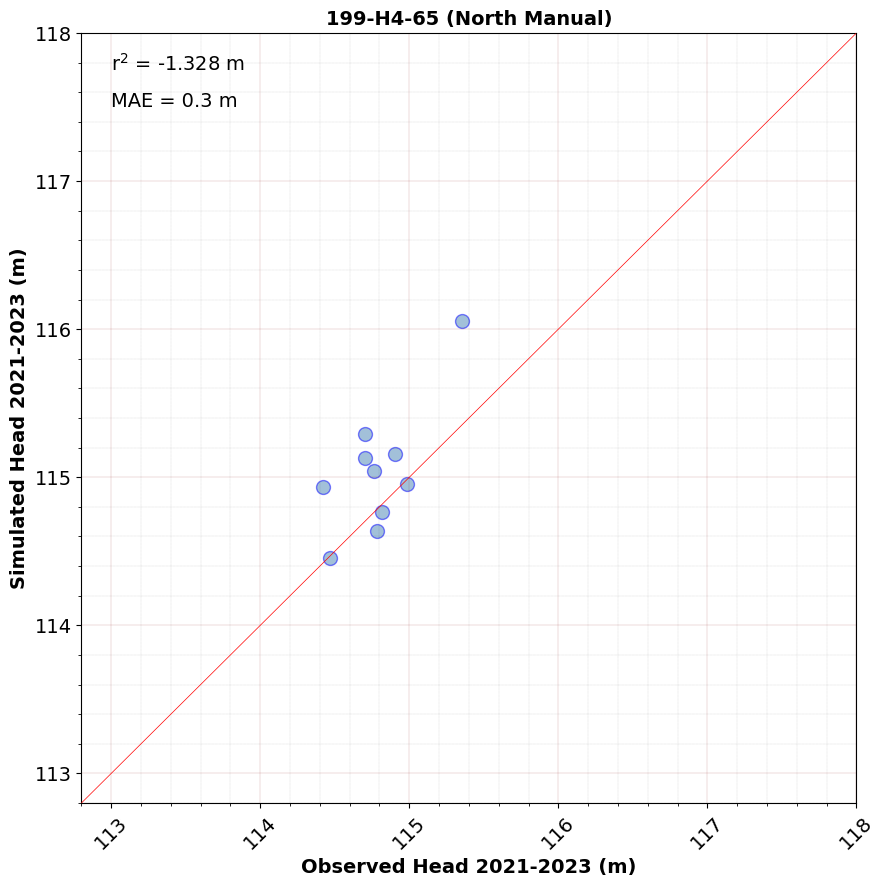 199-H4-65 (North Manual)
r² = -1.328 m
MAE = 0.3 m
118
117
116
115
114
113
Simulated Head 2021-2023 (m)
113
114
115
116
117
118
Observed Head 2021-2023 (m)